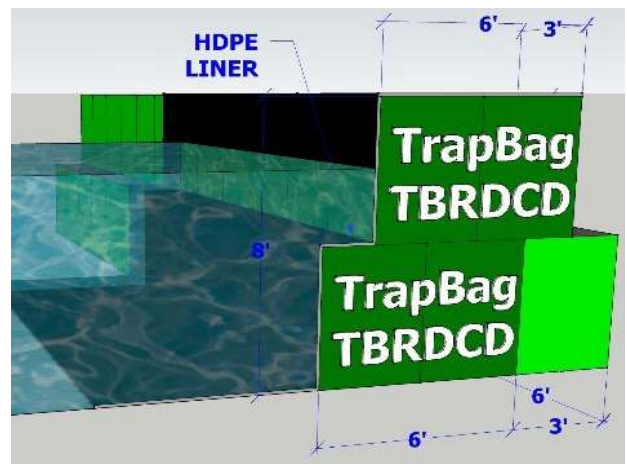 6' 3'
HDPE
LINER
TrapBag
TBRDCD
8'
TrapBag
TBRDCD
6'
6' 3'